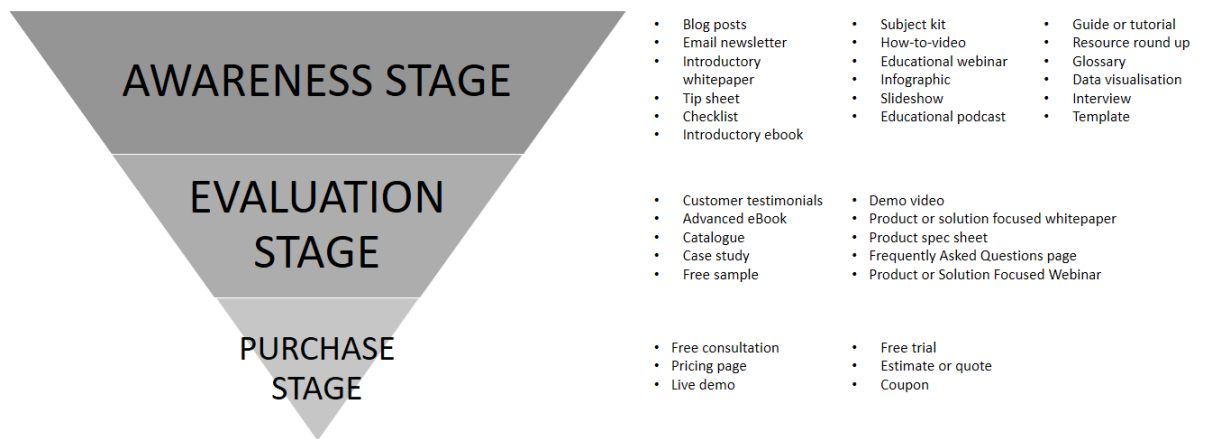 AWARENESS STAGE
• Blog posts
• Email newsletter
• Introductory
whitepaper
• Tip sheet
• Checklist
• Introductory ebook
• Subject kit
• How-to-video
• Educational webinar
• Infographic
• Slideshow
• Educational podcast
• Guide or tutorial
• Resource round up
• Glossary
• Data visualisation
• Interview
• Template
EVALUATION
STAGE
• Customer testimonials
• Advanced eBook
• Catalogue
• Case study
• Free sample
• Demo video
• Product or solution focused whitepaper
• Product spec sheet
• Frequently Asked Questions page
• Product or Solution Focused Webinar
PURCHASE
STAGE
• Free consultation
• Pricing page
• Live demo
• Free trial
• Estimate or quote
• Coupon